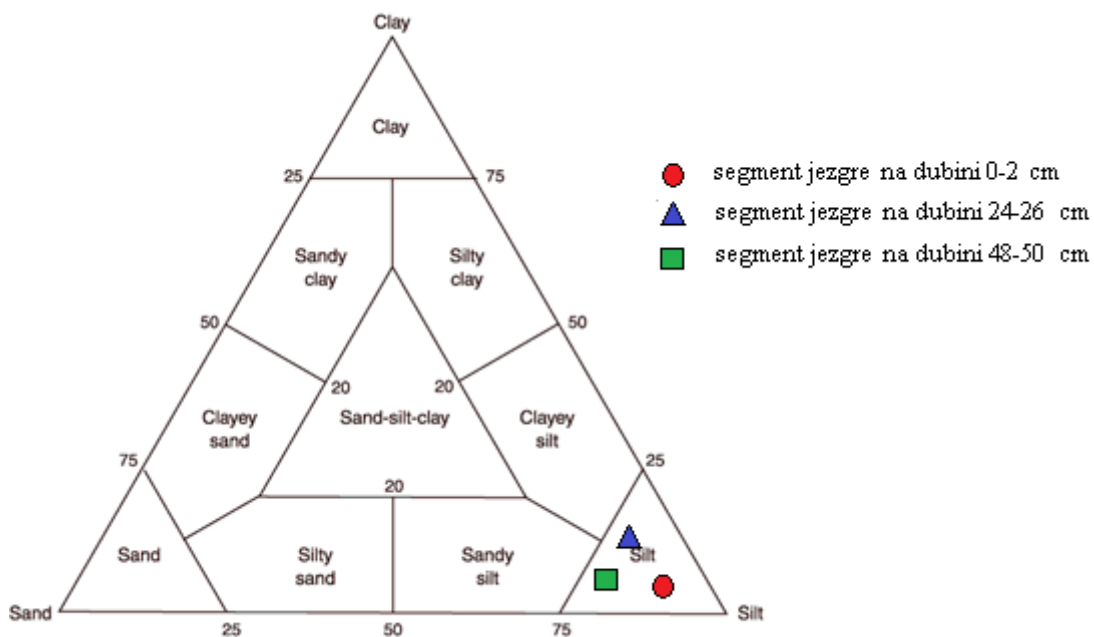 Clay
Clay
25
75
segment jezgre na dubini 0-2 cm
segment jezgre na dubini 24-26 cm
segment jezgre na dubini 48-50 cm
Sandy
clay
Silty
clay
50
50
20
20
Clayey
sand
Sand-silt-clay
Clayey
silt
75
25
20
Sand
Silty
sand
Sandy
silt
Silt
Sand
Silt
25
50
75